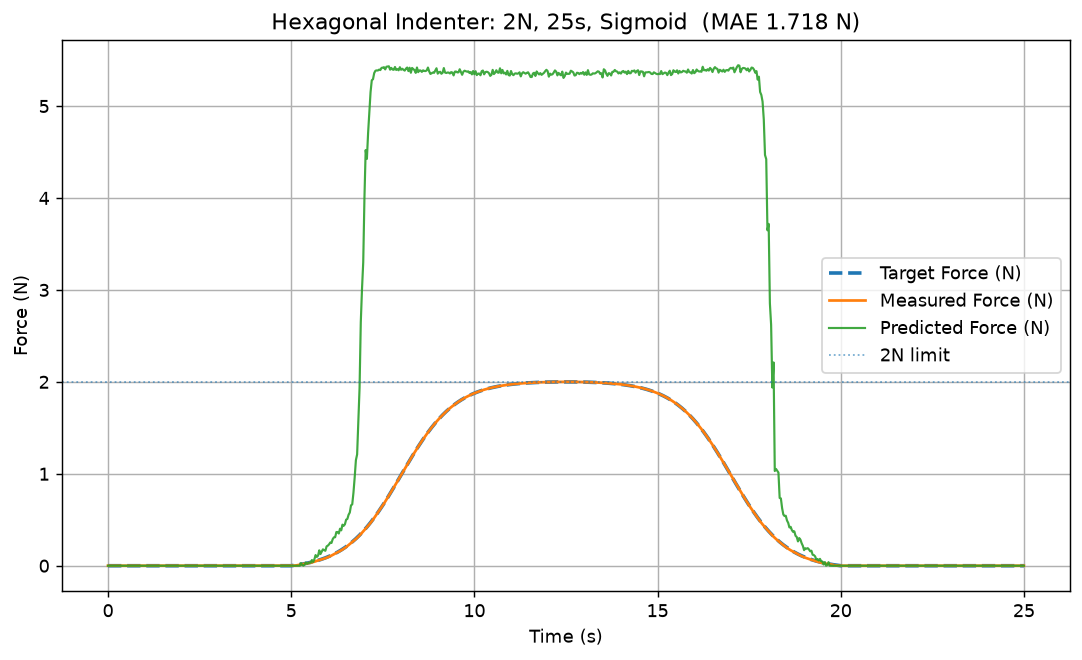 Hexagonal Indenter: 2N, 25s, Sigmoid (MAE 1.718 N)
Force (N)
5
4
3
2
1
0
Target Force (N)
Measured Force (N)
Predicted Force (N)
2N limit
0 5 10 15 20 25
Time (s)